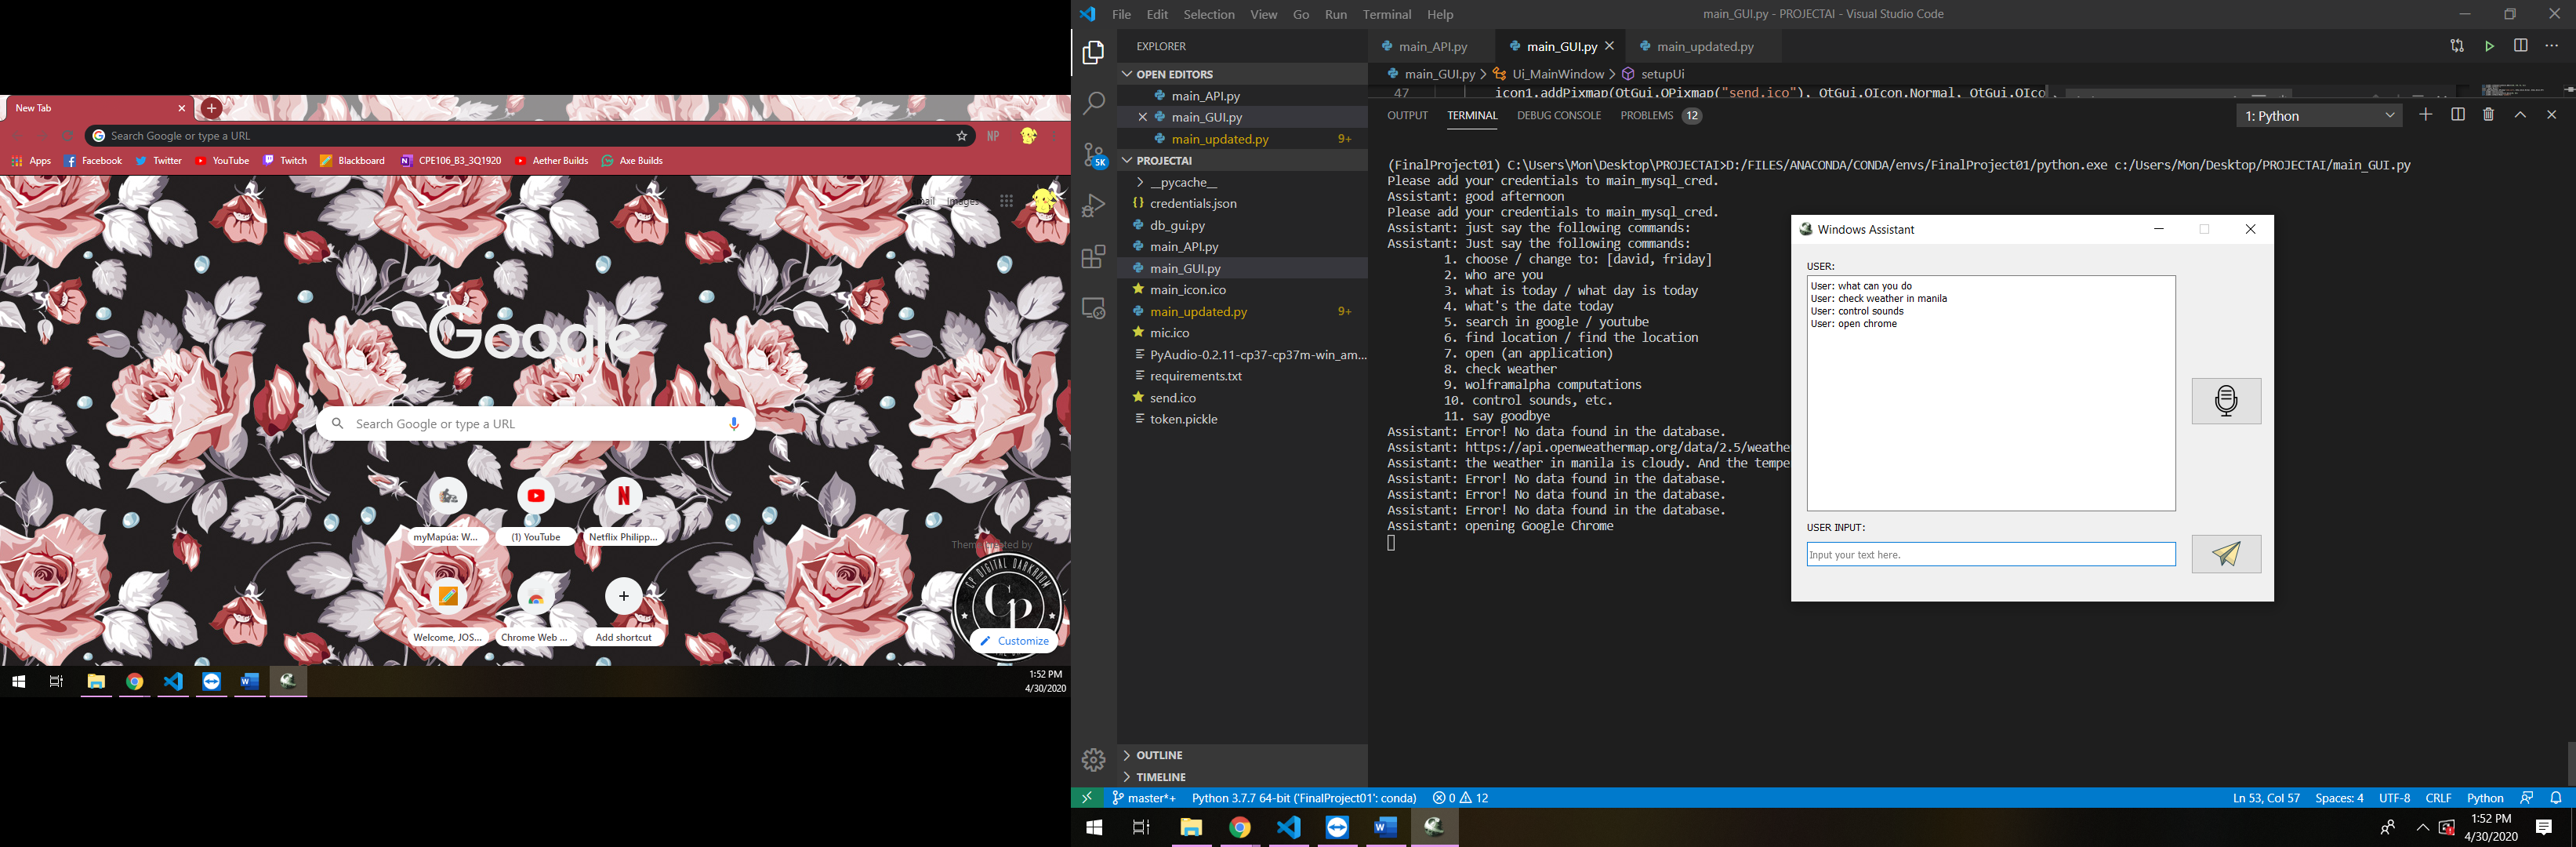 New Tab
Search Google or type a URL
NP
Apps Facebook Twitter YouTube Twitch Blackboard CPE106_B3_3Q1920 Aether Builds Axe Builds
Gmail Images
Google
Search Google or type a URL
myMapúa: W... (1) YouTube Netflix Philipp...
Theme created by
CP DIGITAL DARKROOM
Cp
Welcome, JOS... Chrome Web ... Add shortcut
Customize
1:52 PM
4/30/2020
File Edit Selection View Go Run Terminal Help
main_GUI.py - PROJECTAI - Visual Studio Code
EXPLORER
OPEN EDITORS
main_API.py
main_GUI.py
main_updated.py 9+
PROJECTAI
__pycache__
credentials.json
db_gui.py
main_API.py
main_GUI.py
main_icon.ico
main_updated.py 9+
mic.ico
PyAudio-0.2.11-cp37-cp37m-win_am...
requirements.txt
send.ico
token.pickle
OUTLINE
TIMELINE
5K
main_API.py main_GUI.py main_updated.py
main_GUI.py > Ui_MainWindow > setupUi
47 icon1.addPixmap(QtGui.QPixmap("send.ico"), QtGui.QIcon.Normal, QtGui.QIco
OUTPUT TERMINAL DEBUG CONSOLE PROBLEMS 12
1: Python
(FinalProject01) C:\Users\Mon\Desktop\PROJECTAI>D:/FILES/ANACONDA/CONDA/envs/FinalProject01/python.exe c:/Users/Mon/Desktop/PROJECTAI/main_GUI.py
Please add your credentials to main_mysql_cred.
Assistant: good afternoon
Please add your credentials to main_mysql_cred.
Assistant: just say the following commands:
Assistant: Just say the following commands:
1. choose / change to: [david, friday]
2. who are you
3. what is today / what day is today
4. what's the date today
5. search in google / youtube
6. find location / find the location
7. open (an application)
8. check weather
9. wolframalpha computations
10. control sounds, etc.
11. say goodbye
Assistant: Error! No data found in the database.
Assistant: https://api.openweathermap.org/data/2.5/weathe
Assistant: the weather in manila is cloudy. And the tempe
Assistant: Error! No data found in the database.
Assistant: Error! No data found in the database.
Assistant: Error! No data found in the database.
Assistant: opening Google Chrome
Windows Assistant
USER:
User: what can you do
User: check weather in manila
User: control sounds
User: open chrome
USER INPUT:
Input your text here.
master*+ Python 3.7.7 64-bit ('FinalProject01': conda) 0 12
Ln 53, Col 57 Spaces: 4 UTF-8 CRLF Python
1:52 PM
4/30/2020